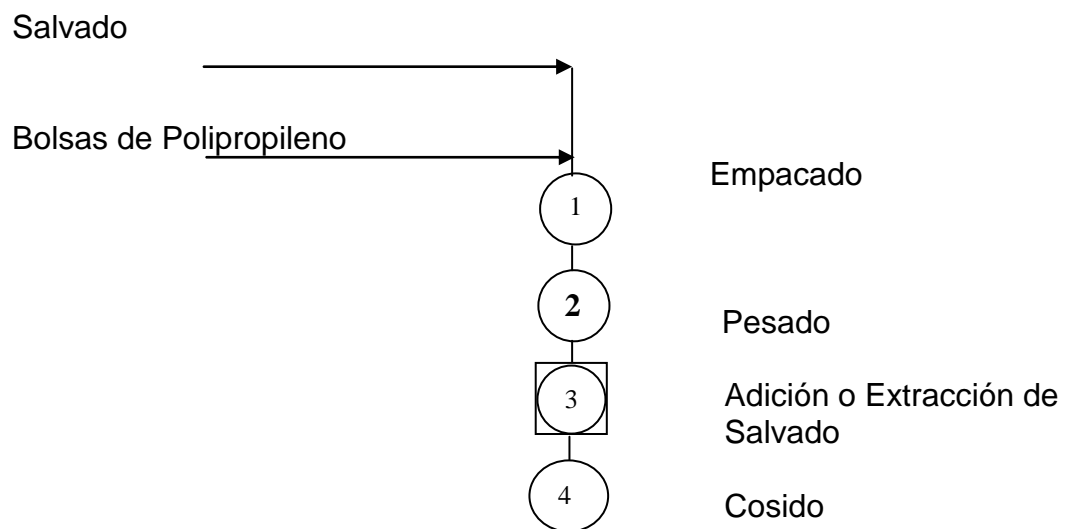 Salvado
Bolsas de Polipropileno
Empacado
1
2
Pesado
3
Adición o Extracción de
Salvado
4
Cosido